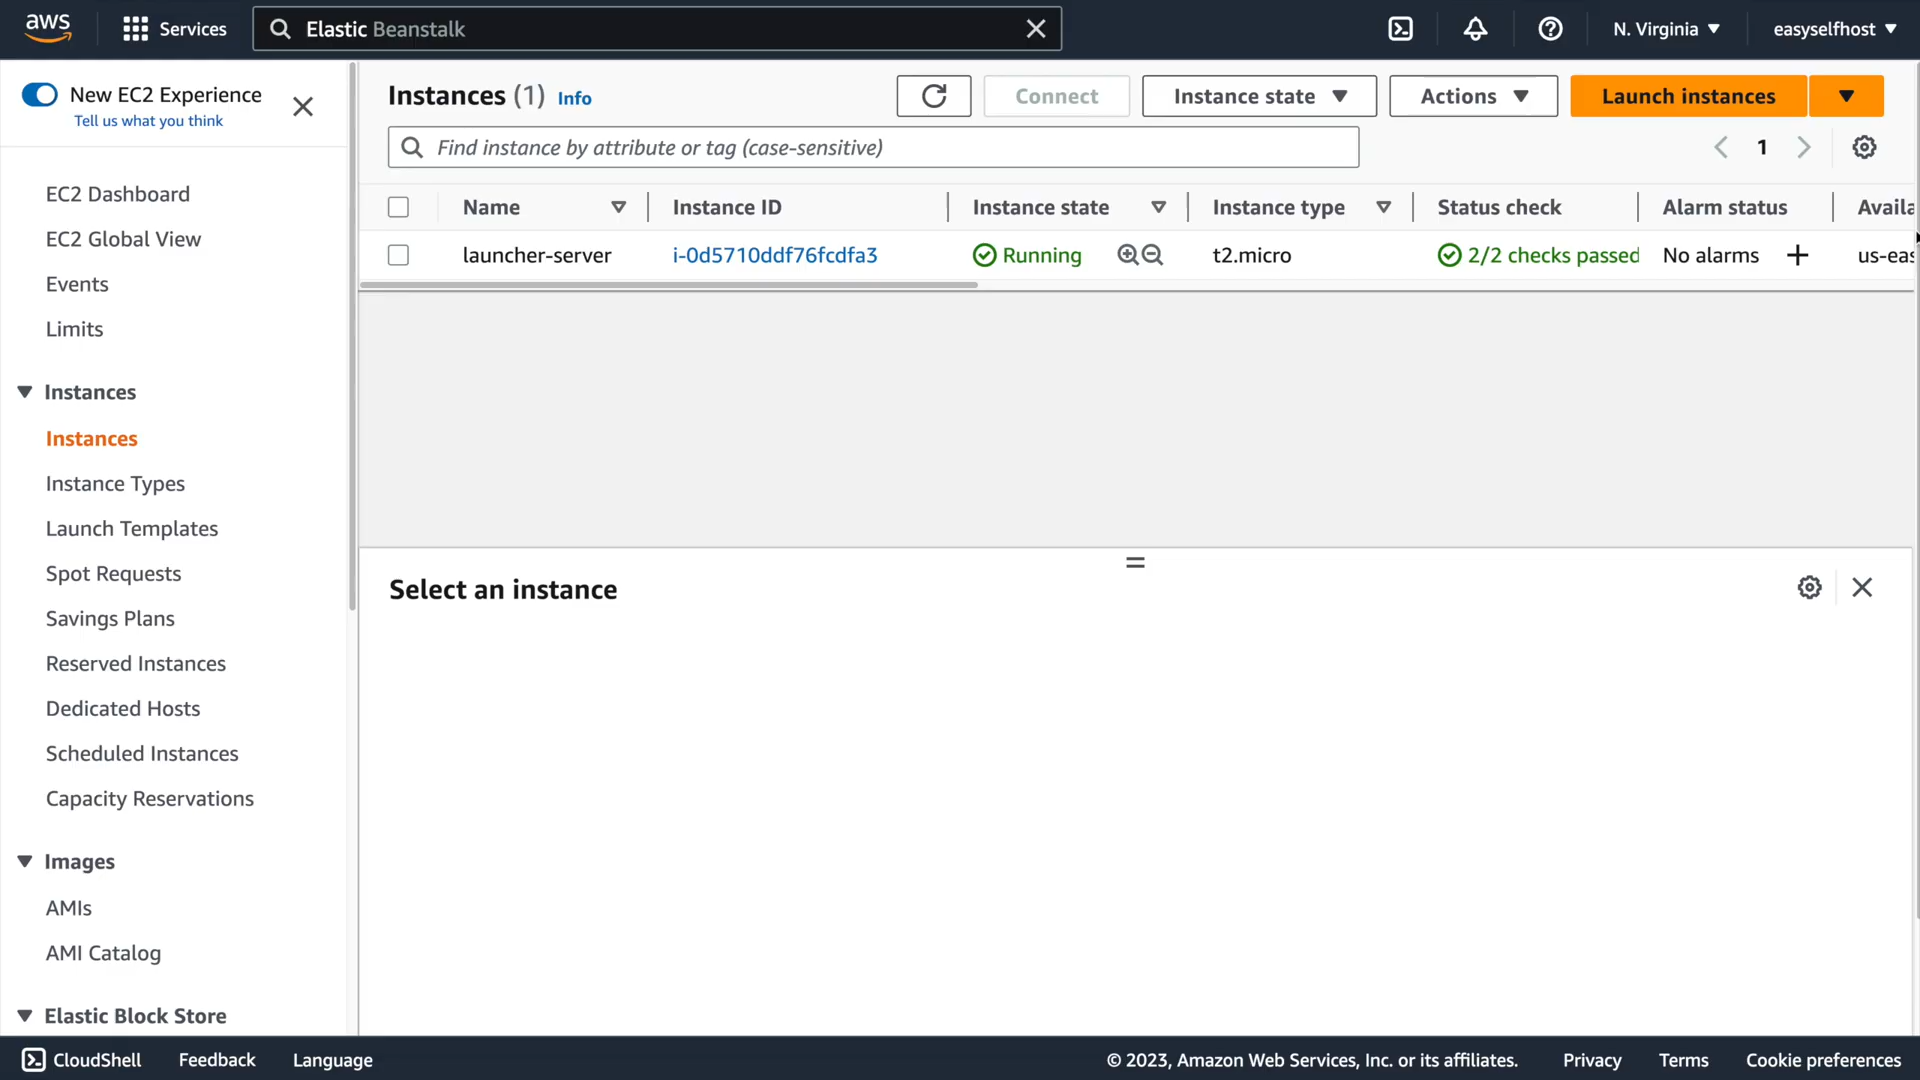 aws
Services
Elastic Beanstalk
N. Virginia
easyselfhost
New EC2 Experience
Tell us what you think
EC2 Dashboard
EC2 Global View
Events
Limits
Instances
Instances
Instance Types
Launch Templates
Spot Requests
Savings Plans
Reserved Instances
Dedicated Hosts
Scheduled Instances
Capacity Reservations
Images
AMIs
AMI Catalog
Elastic Block Store
Instances (1) Info
Connect
Instance state
Actions
Launch instances
Find instance by attribute or tag (case-sensitive)
1
Name Instance ID Instance state Instance type Status check Alarm status Availa
launcher-server i-0d5710ddf76fcdfa3 Running t2.micro 2/2 checks passed No alarms + us-eas
Select an instance
CloudShell Feedback Language © 2023, Amazon Web Services, Inc. or its affiliates. Privacy Terms Cookie preferences